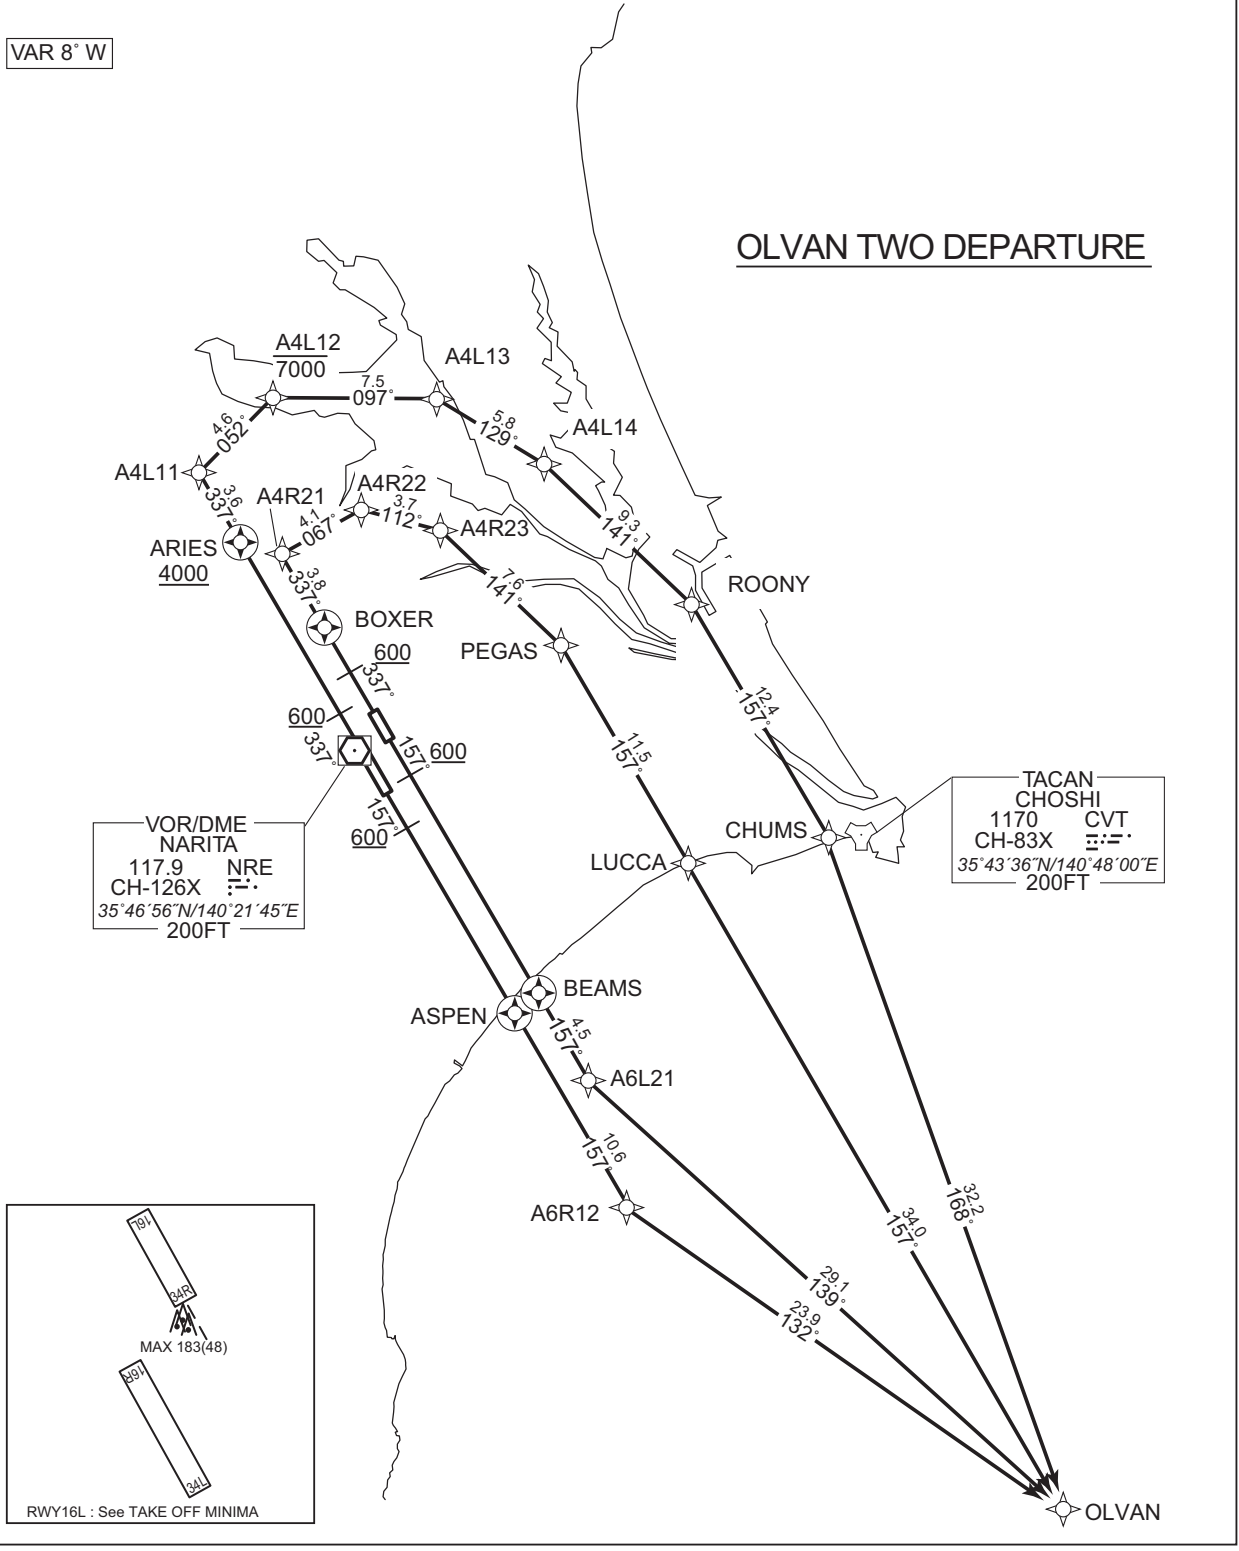 VAR 8° W
OLVAN TWO DEPARTURE
A4L12
7000
A4L13
7.5
097°
5.8
129°
4.6
052°
A4L14
A4L11
3.6
337°
A4R21
A4R22
3.7
112°
4.1
067°
A4R23
9.3
141°
ARIES
4000
3.8
337°
7.6
141°
ROONY
BOXER
PEGAS
600
337°
12.4
157°
600
337°
11.5
157°
157°
600
TACAN
CHOSHI
1170 CVT
CH-83X
35°43´36˝N/140°48´00˝E
200FT
157°
600
VOR/DME
NARITA
117.9 NRE
CH-126X
35°46´56˝N/140°21´45˝E
200FT
CHUMS
LUCCA
BEAMS
ASPEN
4.5
157°
A6L21
10.6
157°
A6R12
32.2
168°
34.0
157°
29.1
139°
23.9
132°
OLVAN
16L
34R
MAX 183(48)
16R
34L
RWY16L : See TAKE OFF MINIMA